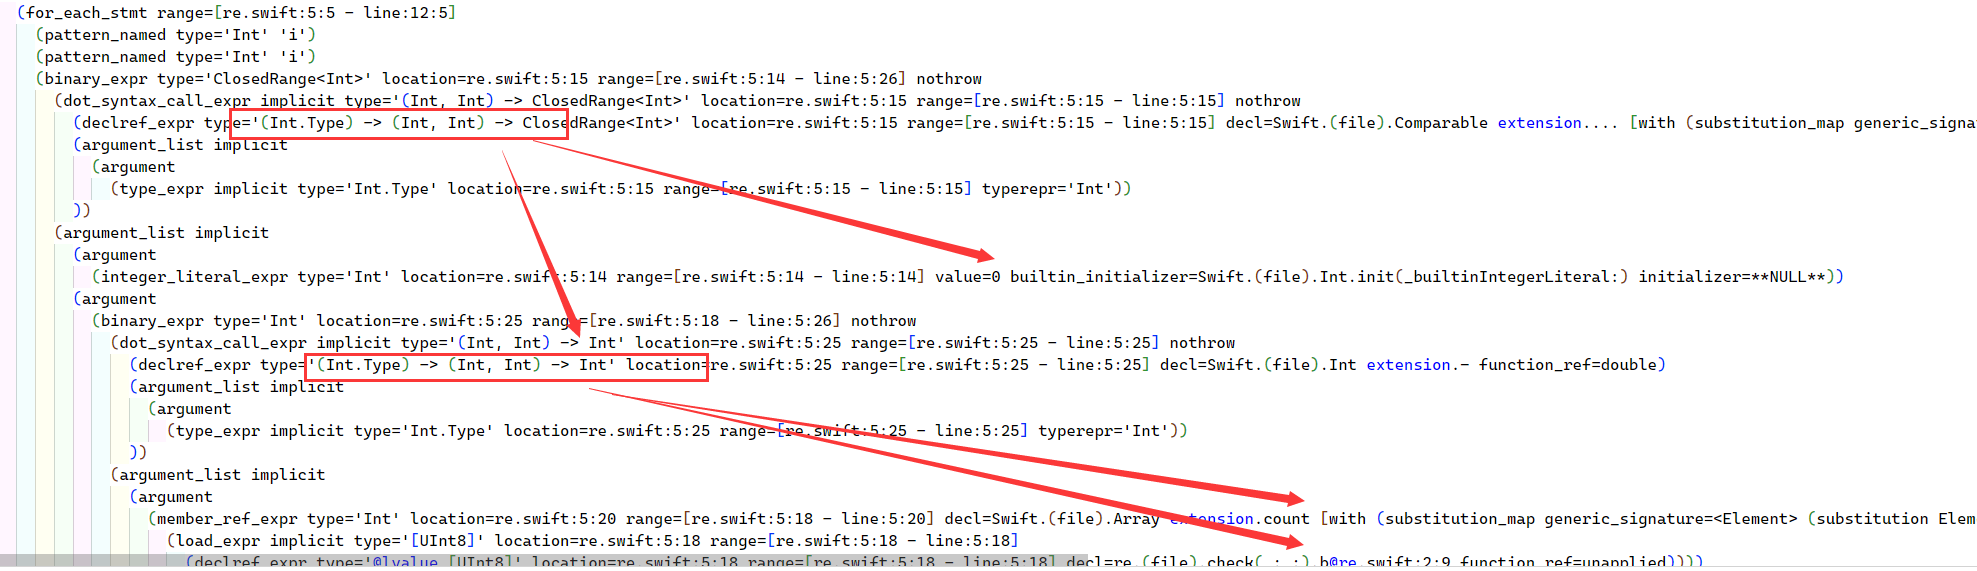 (for_each_stmt range=[re.swift:5:5 - line:12:5]
(pattern_named type='Int' 'i')
(pattern_named type='Int' 'i')
(binary_expr type='ClosedRange<Int>' location=re.swift:5:15 range=[re.swift:5:14 - line:5:26] nothrow
(dot_syntax_call_expr implicit type='(Int, Int) -> ClosedRange<Int>' location=re.swift:5:15 range=[re.swift:5:15 - line:5:15] nothrow
(declref_expr type='(Int.Type) -> (Int, Int) -> ClosedRange<Int>' location=re.swift:5:15 range=[re.swift:5:15 - line:5:15] decl=Swift.(file).Comparable extension.... [with (substitution_map generic_signa
(argument_list implicit
(argument
(type_expr implicit type='Int.Type' location=re.swift:5:15 range=[re.swift:5:15 - line:5:15] typerepr='Int'))
))
(argument_list implicit
(argument
(integer_literal_expr type='Int' location=re.swift:5:14 range=[re.swift:5:14 - line:5:14] value=0 builtin_initializer=Swift.(file).Int.init(_builtinIntegerLiteral:) initializer=**NULL**))
(argument
(binary_expr type='Int' location=re.swift:5:25 range=[re.swift:5:18 - line:5:26] nothrow
(dot_syntax_call_expr implicit type='(Int, Int) -> Int' location=re.swift:5:25 range=[re.swift:5:25 - line:5:25] nothrow
(declref_expr type='(Int.Type) -> (Int, Int) -> Int' location=re.swift:5:25 range=[re.swift:5:25 - line:5:25] decl=Swift.(file).Int extension.- function_ref=double)
(argument_list implicit
(argument
(type_expr implicit type='Int.Type' location=re.swift:5:25 range=[re.swift:5:25 - line:5:25] typerepr='Int'))
))
(argument_list implicit
(argument
(member_ref_expr type='Int' location=re.swift:5:20 range=[re.swift:5:18 - line:5:20] decl=Swift.(file).Array extension.count [with (substitution_map generic_signature=<Element> (substitution Elem
(load_expr implicit type='[UInt8]' location=re.swift:5:18 range=[re.swift:5:18 - line:5:18]
(declref_expr type='@lvalue [UInt8]' location=re.swift:5:18 range=[re.swift:5:18 - line:5:18] decl=re.(file).check(_:_:).b@re.swift:2:9 function_ref=unapplied))))